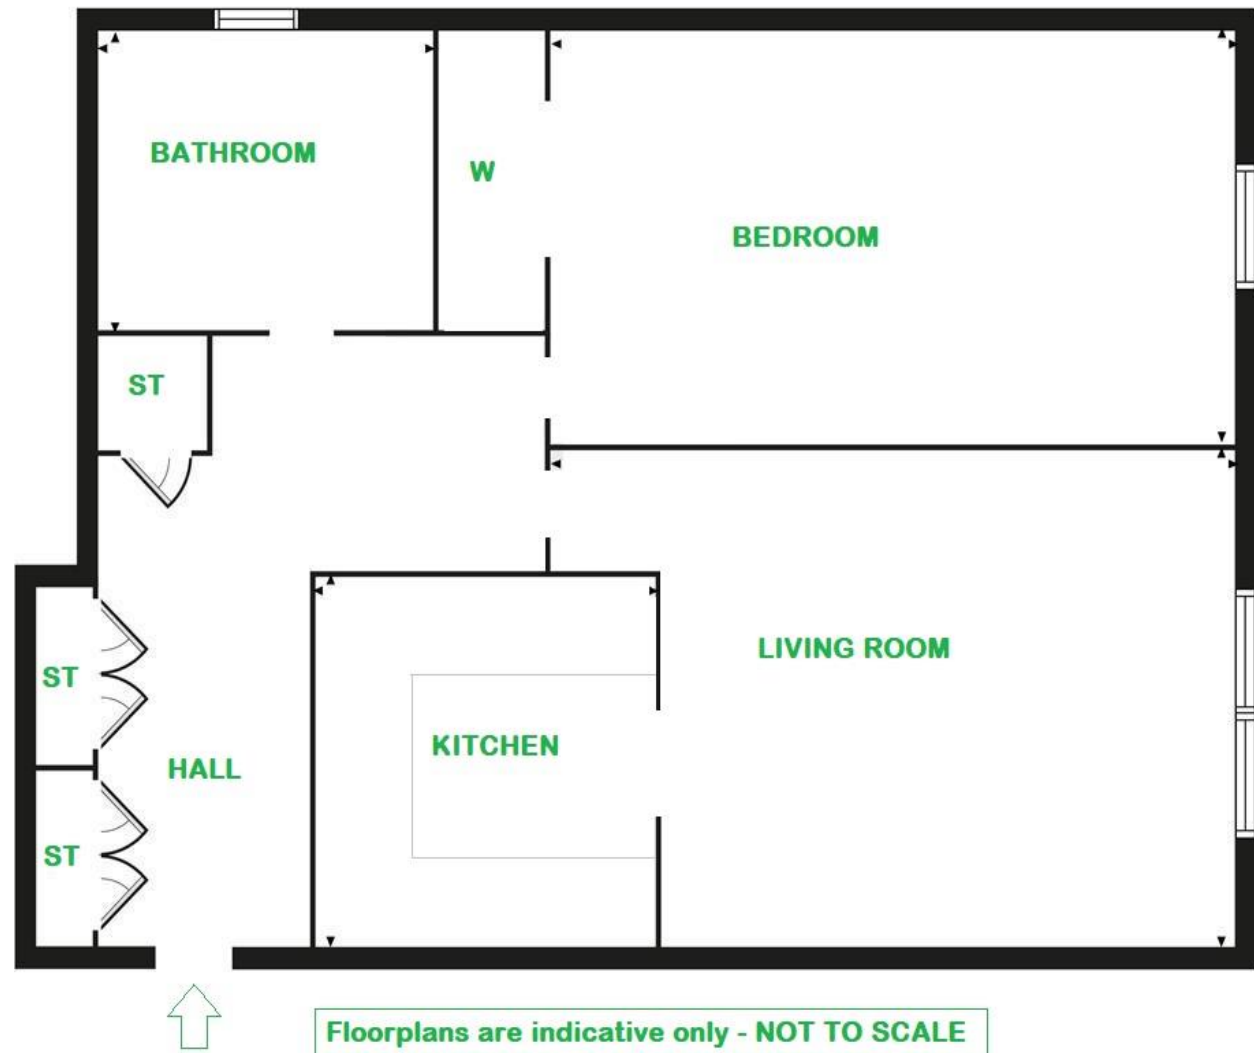 BATHROOM
W
BEDROOM
ST
LIVING ROOM
ST
KITCHEN
HALL
ST
Floorplans are indicative only - NOT TO SCALE